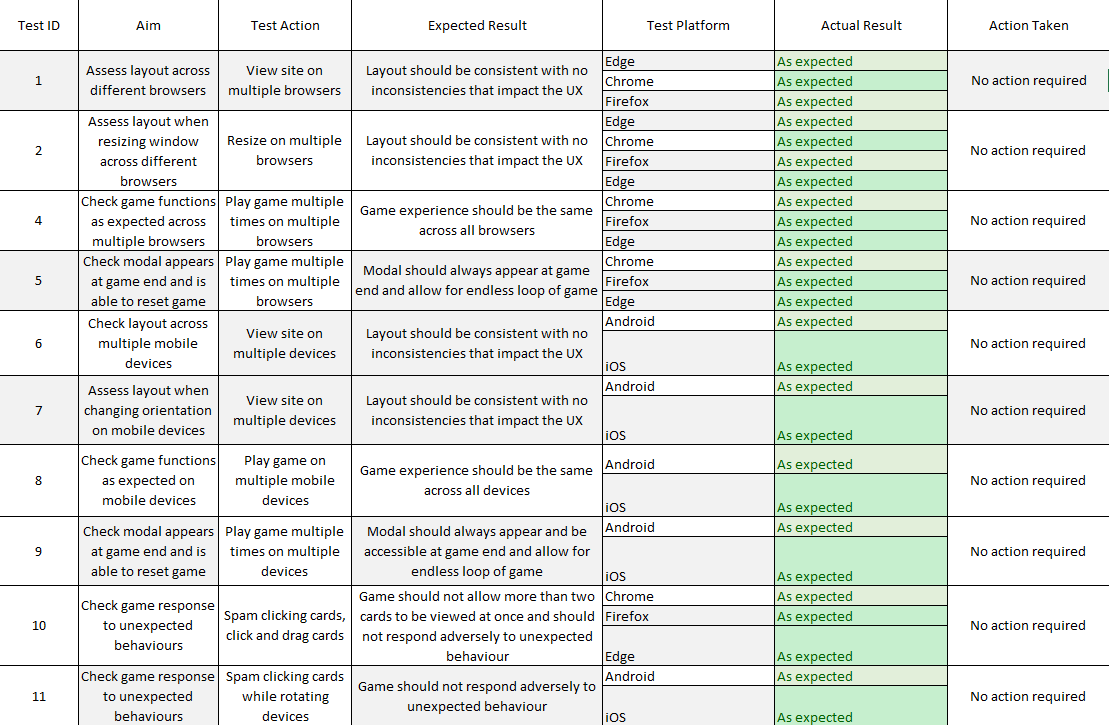 Test ID Aim Test Action Expected Result Test Platform Actual Result Action Taken
1
Assess layout across
different browsers
View site on
multiple browsers
Layout should be consistent with no
inconsistencies that impact the UX
Edge As expected
Chrome As expected
Firefox As expected
No action required
2
Assess layout when
resizing window
across different
browsers
Resize on multiple
browsers
Layout should be consistent with no
inconsistencies that impact the UX
Edge As expected
Chrome As expected
Firefox As expected
Edge As expected
No action required
4
Check game functions
as expected across
multiple browsers
Play game multiple
times on multiple
browsers
Game experience should be the same
across all browsers
Chrome As expected
Firefox As expected
Edge As expected
No action required
5
Check modal appears
at game end and is
able to reset game
Play game multiple
times on multiple
browsers
Modal should always appear at game
end and allow for endless loop of game
Chrome As expected
Firefox As expected
Edge As expected
No action required
6
Check layout across
multiple mobile
devices
View site on
multiple devices
Layout should be consistent with no
inconsistencies that impact the UX
Android As expected
iOS As expected
No action required
7
Assess layout when
changing orientation
on mobile devices
View site on
multiple devices
Layout should be consistent with no
inconsistencies that impact the UX
Android As expected
iOS As expected
No action required
8
Check game functions
as expected on
mobile devices
Play game on
multiple mobile
devices
Game experience should be the same
across all devices
Android As expected
iOS As expected
No action required
9
Check modal appears
at game end and is
able to reset game
Play game multiple
times on multiple
devices
Modal should always appear and be
accessible at game end and allow for
endless loop of game
Android As expected
iOS As expected
No action required
10
Check game response
to unexpected
behaviours
Spam clicking cards,
click and drag cards
Game should not allow more than two
cards to be viewed at once and should
not respond adversely to unexpected
behaviour
Chrome As expected
Firefox As expected
Edge As expected
No action required
11
Check game response
to unexpected
behaviours
Spam clicking cards
while rotating
devices
Game should not respond adversely to
unexpected behaviour
Android As expected
iOS As expected
No action required